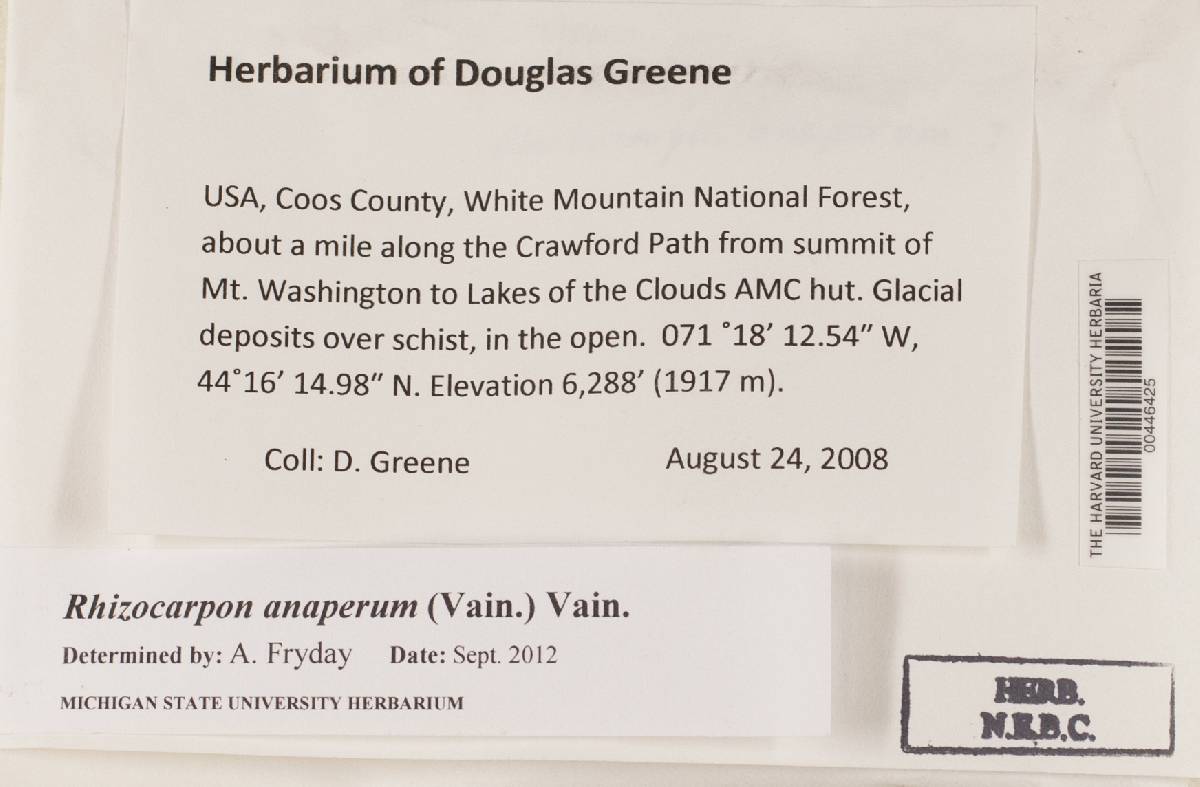 Herbarium of Douglas Greene
USA, Coos County, White Mountain National Forest,
about a mile along the Crawford Path from summit of
Mt. Washington to Lakes of the Clouds AMC hut. Glacial
deposits over schist, in the open. 071 °18′ 12.54″ W,
44°16′ 14.98″ N. Elevation 6,288′ (1917 m).
Coll: D. Greene August 24, 2008
THE HARVARD UNIVERSITY HERBARIA
00446425
Rhizocarpon anaperum (Vain.) Vain.
Determined by: A. Fryday Date: Sept. 2012
MICHIGAN STATE UNIVERSITY HERBARIUM
HERB.
N.E.B.C.